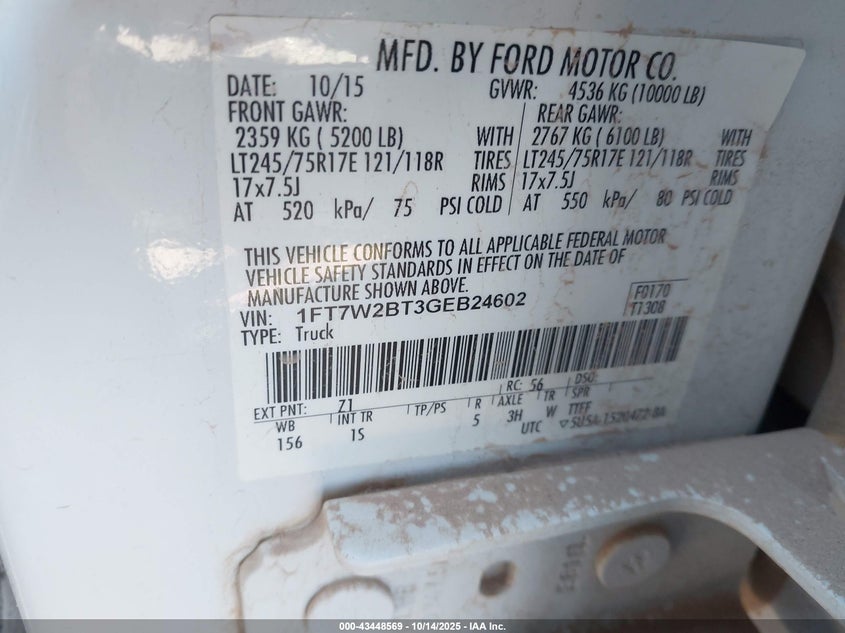 MFD. BY FORD MOTOR CO.
DATE: 10/15 GVWR: 4536 KG (10000 LB)
FRONT GAWR: REAR GAWR:
2359 KG ( 5200 LB) WITH 2767 KG ( 6100 LB) WITH
LT245/75R17E 121/118R TIRES LT245/75R17E 121/118R TIRES
17x7.5J RIMS 17x7.5J RIMS
AT 520 kPa/ 75 PSI COLD AT 550 kPa/ 80 PSI COLD
THIS VEHICLE CONFORMS TO ALL APPLICABLE FEDERAL MOTOR
VEHICLE SAFETY STANDARDS IN EFFECT ON THE DATE OF
MANUFACTURE SHOWN ABOVE.
VIN: 1FT7W2BT3GEB24602 F0170
TYPE: Truck T1308
RC: 56 DSO:
EXT PNT: Z1
WB INT TR TP/PS R AXLE TR SPR
156 1S 5 3H W TTFF
UTC
000-43448569 | 10/14/2025 - IAA Inc.